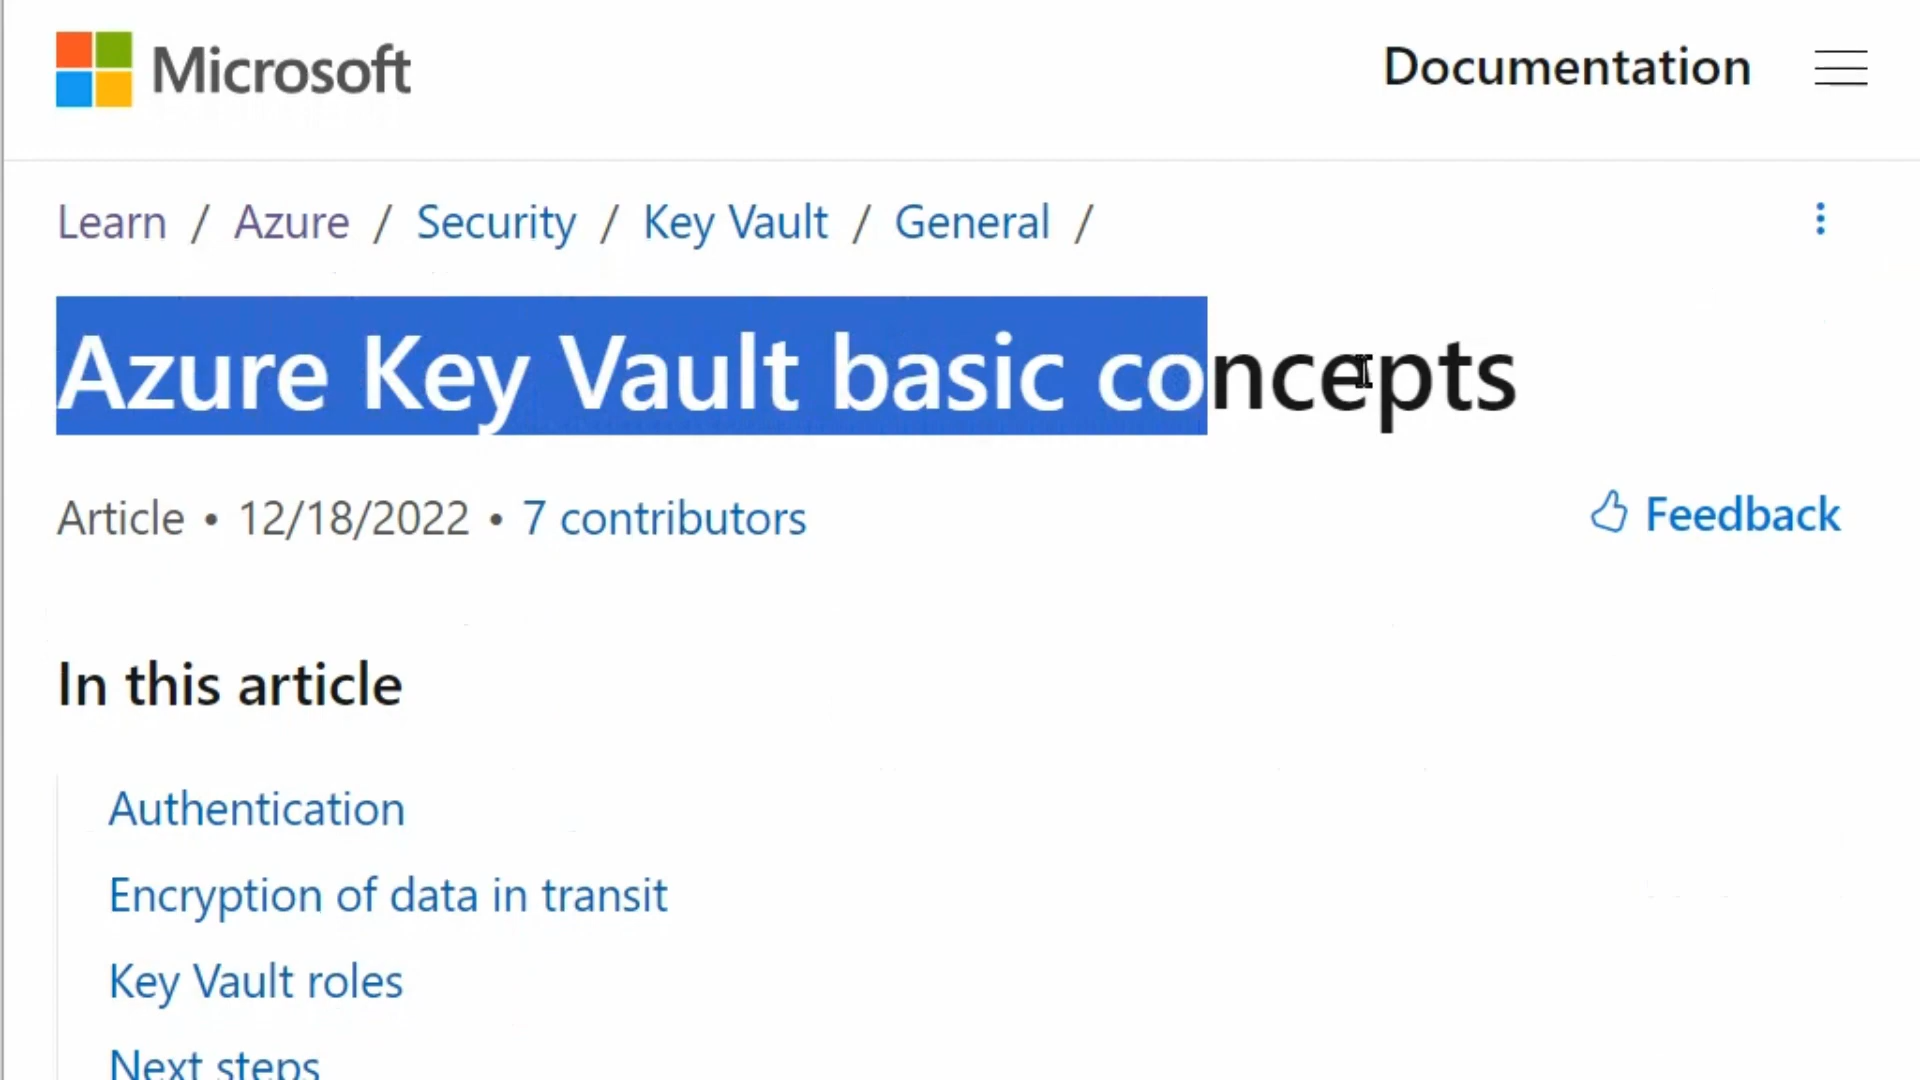 Microsoft
Documentation
Learn / Azure / Security / Key Vault / General /
Azure Key Vault basic concepts
Article • 12/18/2022 • 7 contributors
Feedback
In this article
Authentication
Encryption of data in transit
Key Vault roles
Next steps